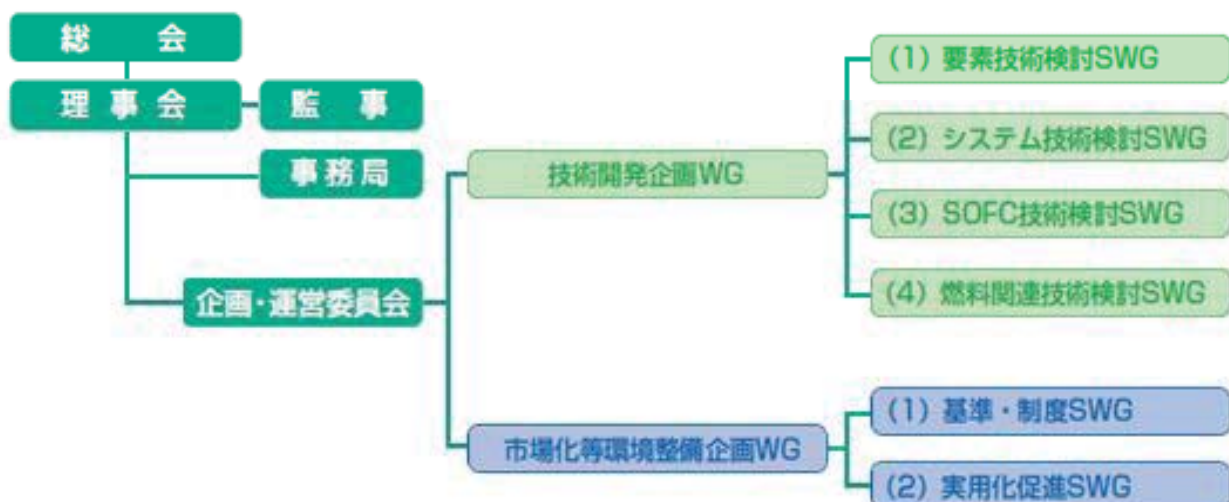 総会
理事会
監事
事務局
企画・運営委員会
技術開発企画WG
(1) 要素技術検討SWG
(2) システム技術検討SWG
(3) SOFC技術検討SWG
(4) 燃料関連技術検討SWG
市場化等環境整備企画WG
(1) 基準・制度SWG
(2) 実用化促進SWG